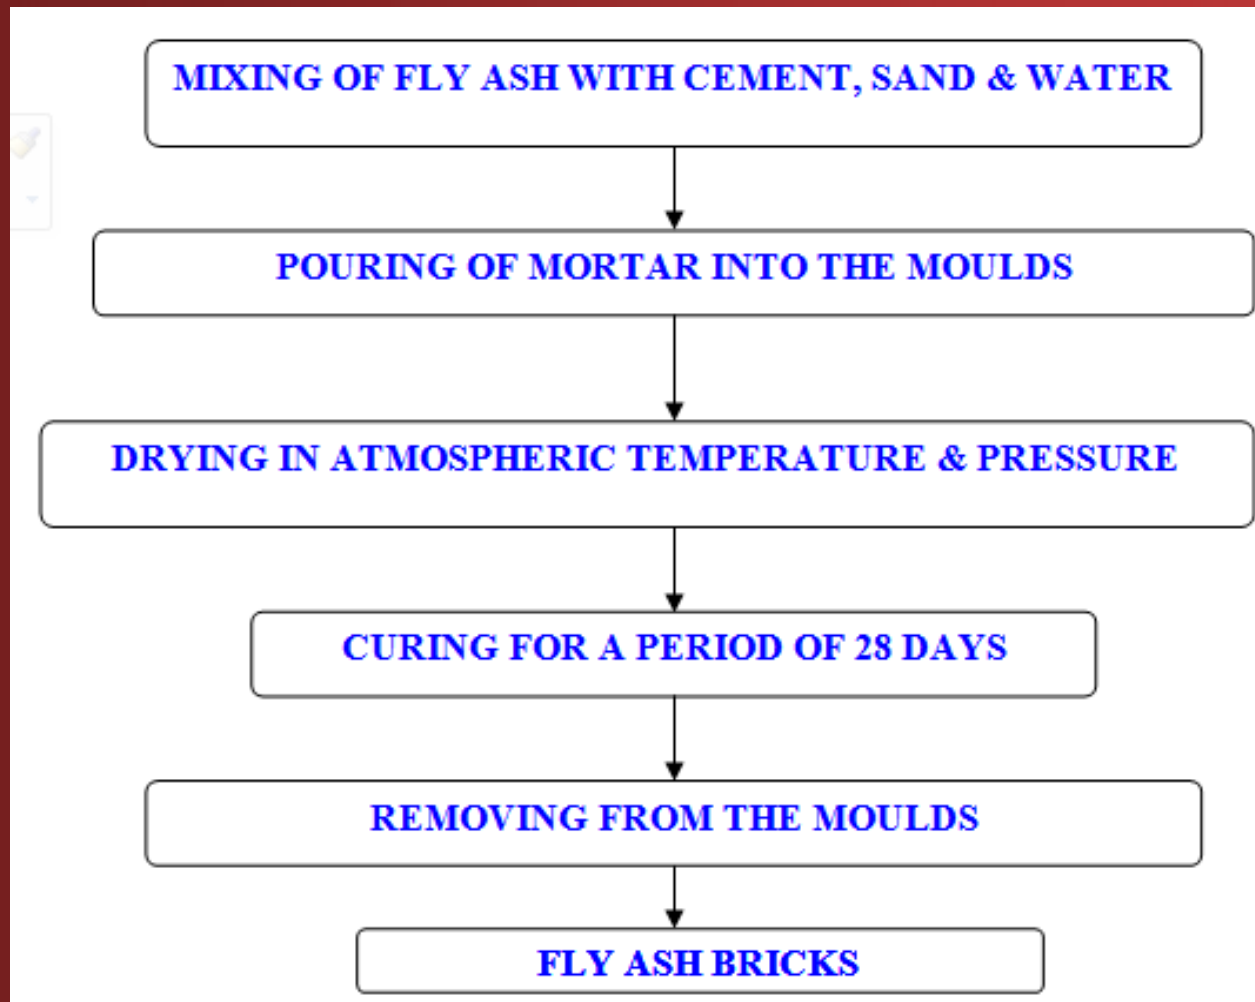 MIXING OF FLY ASH WITH CEMENT, SAND & WATER
POURING OF MORTAR INTO THE MOULDS
DRYING IN ATMOSPHERIC TEMPERATURE & PRESSURE
CURING FOR A PERIOD OF 28 DAYS
REMOVING FROM THE MOULDS
FLY ASH BRICKS